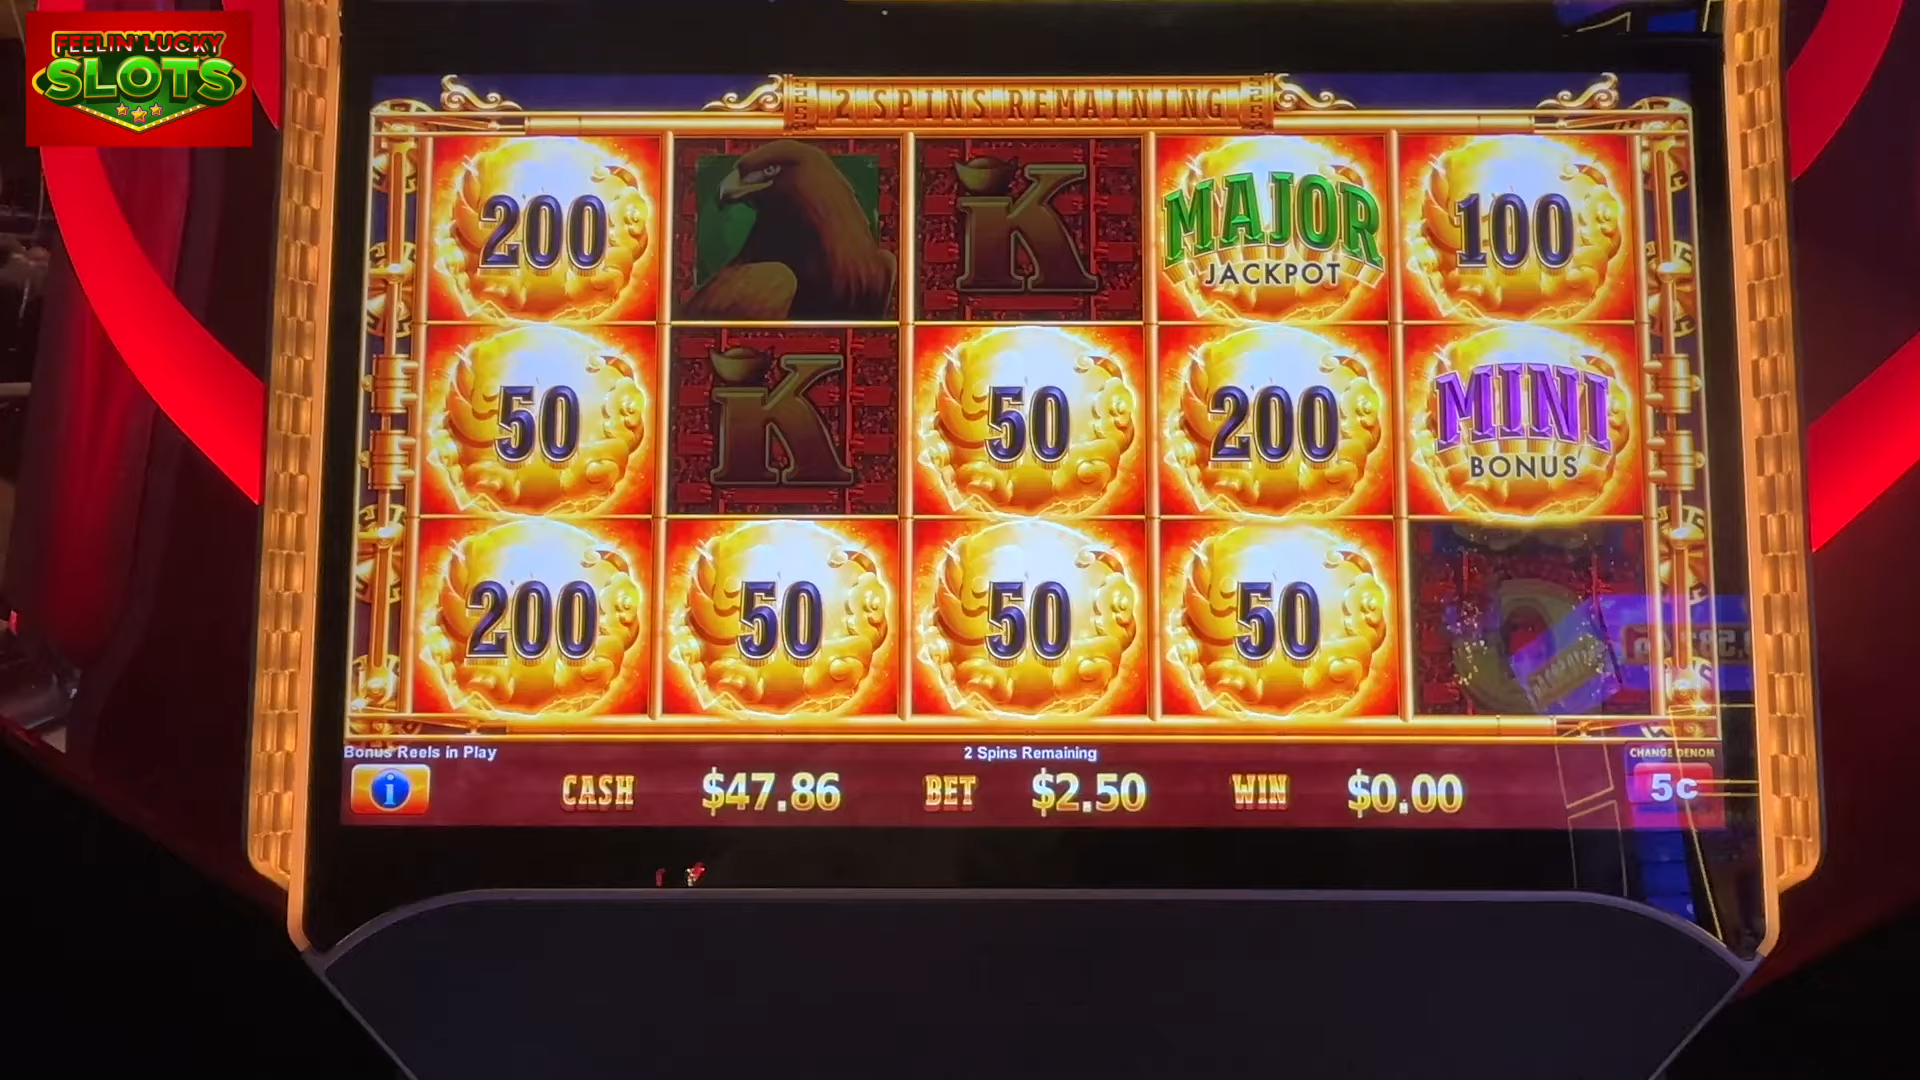 FEELIN' LUCKY
SLOTS
2 SPINS REMAINING
200
K
MAJOR
JACKPOT
100
50
K
50
200
MINI
BONUS
200
50
50
50
Bonus Reels in Play
2 Spins Remaining
CHANGE DENOM
i
CASH $47.86 BET $2.50 WIN $0.00
5¢